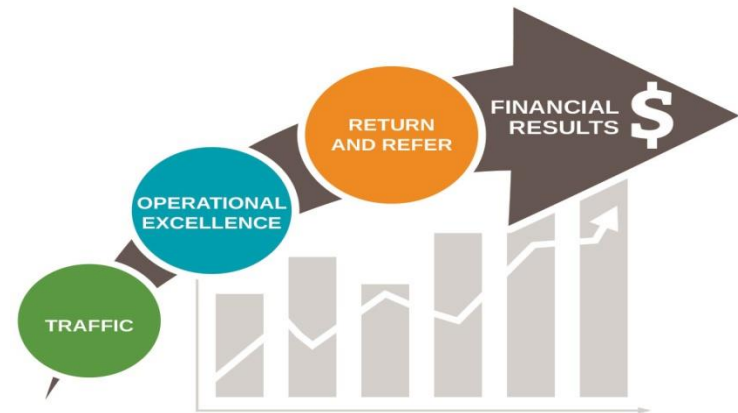 TRAFFIC
OPERATIONAL
EXCELLENCE
RETURN
AND REFER
FINANCIAL
RESULTS
$